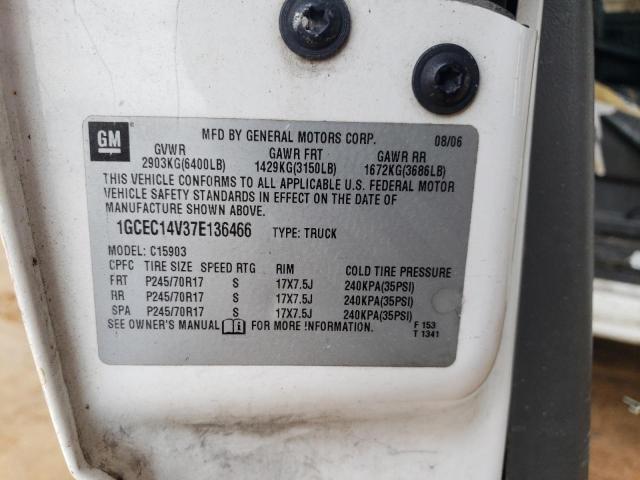 GM
MFD BY GENERAL MOTORS CORP. 08/06
GVWR GAWR FRT GAWR RR
2903KG(6400LB) 1429KG(3150LB) 1672KG(3686LB)
THIS VEHICLE CONFORMS TO ALL APPLICABLE U.S. FEDERAL MOTOR
VEHICLE SAFETY STANDARDS IN EFFECT ON THE DATE OF
MANUFACTURE SHOWN ABOVE.
1GCEC14V37E136466 TYPE: TRUCK
MODEL: C15903
CPFC TIRE SIZE SPEED RTG RIM COLD TIRE PRESSURE
FRT P245/70R17 S 17X7.5J 240KPA(35PSI)
RR P245/70R17 S 17X7.5J 240KPA(35PSI)
SPA P245/70R17 S 17X7.5J 240KPA(35PSI)
SEE OWNER'S MANUAL FOR MORE INFORMATION. F 153
T 1341